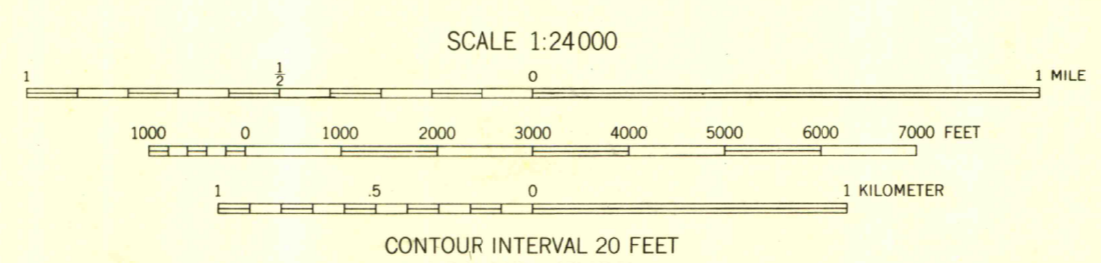 SCALE 1:24000
1 1/2 0 1 MILE
1000 0 1000 2000 3000 4000 5000 6000 7000 FEET
1 .5 0 1 KILOMETER
CONTOUR INTERVAL 20 FEET